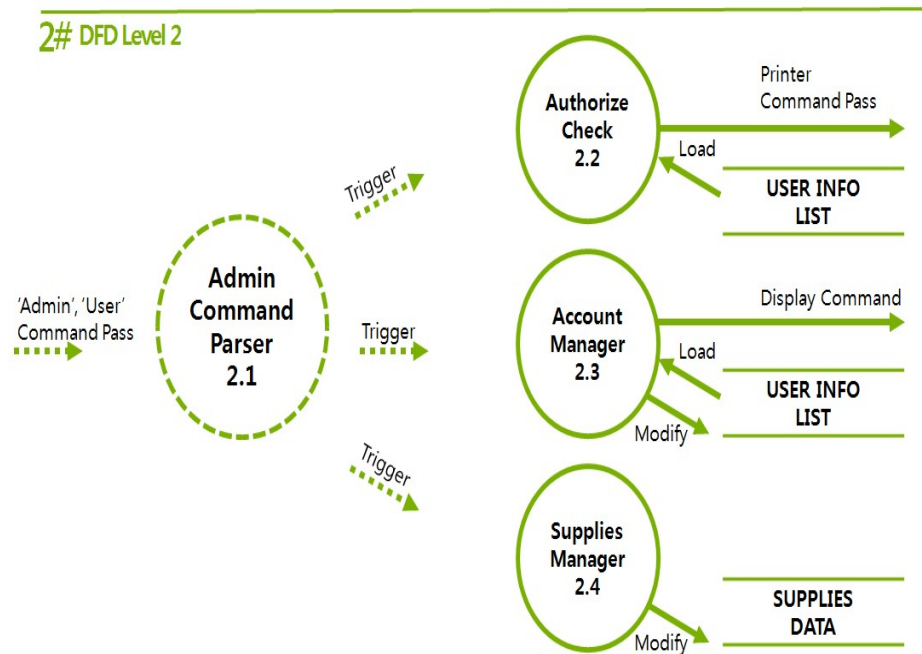 2# DFD Level 2
Printer
Command Pass
Authorize
Check
2.2
Load
USER INFO
LIST
Trigger
Admin
Command
Parser
2.1
‘Admin’, ‘User’
Command Pass
Trigger
Display Command
Account
Manager
2.3
Load
USER INFO
LIST
Modify
Trigger
Supplies
Manager
2.4
SUPPLIES
DATA
Modify